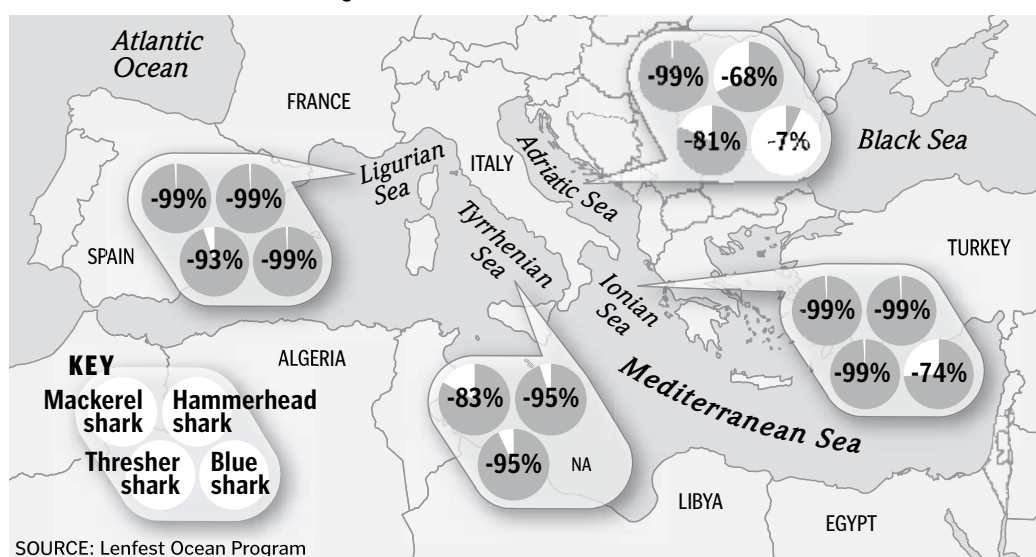 Atlantic
Ocean
FRANCE
ITALY
Ligurian
Sea
Adriatic Sea
Black Sea
-99% -68%
-81% -7%
-99% -99%
-93% -99%
SPAIN
Tyrrhenian
Sea
Ionian
Sea
TURKEY
-99% -99%
-99% -74%
ALGERIA
-83% -95%
-95% NA
Mediterranean Sea
LIBYA
EGYPT
KEY
Mackerel
shark
Hammerhead
shark
Thresher
shark
Blue
shark
SOURCE: Lenfest Ocean Program